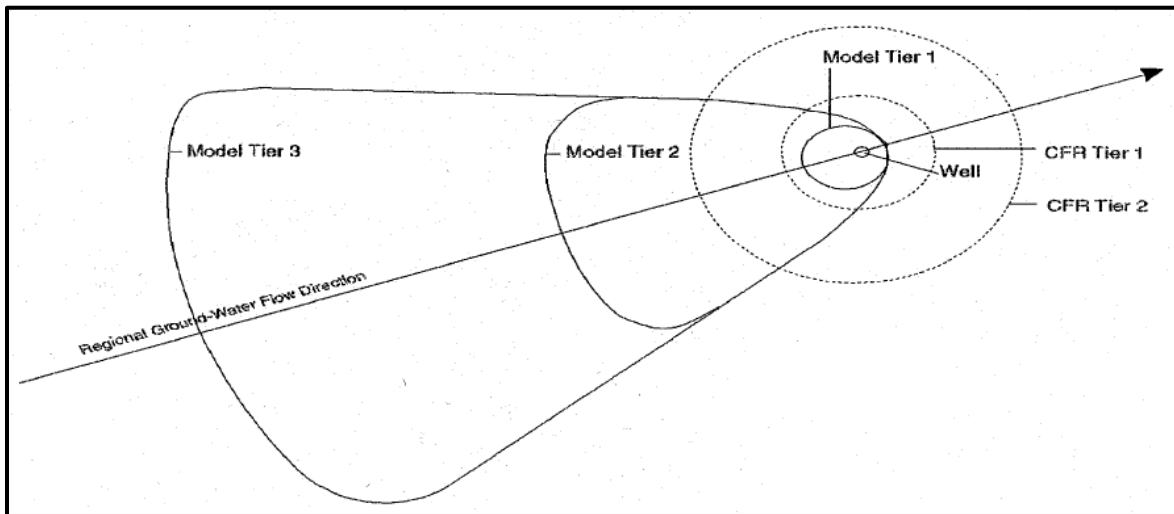 Model Tier 1
Model Tier 3
Model Tier 2
CFR Tier 1
Well
CFR Tier 2
Regional Ground-Water Flow Direction